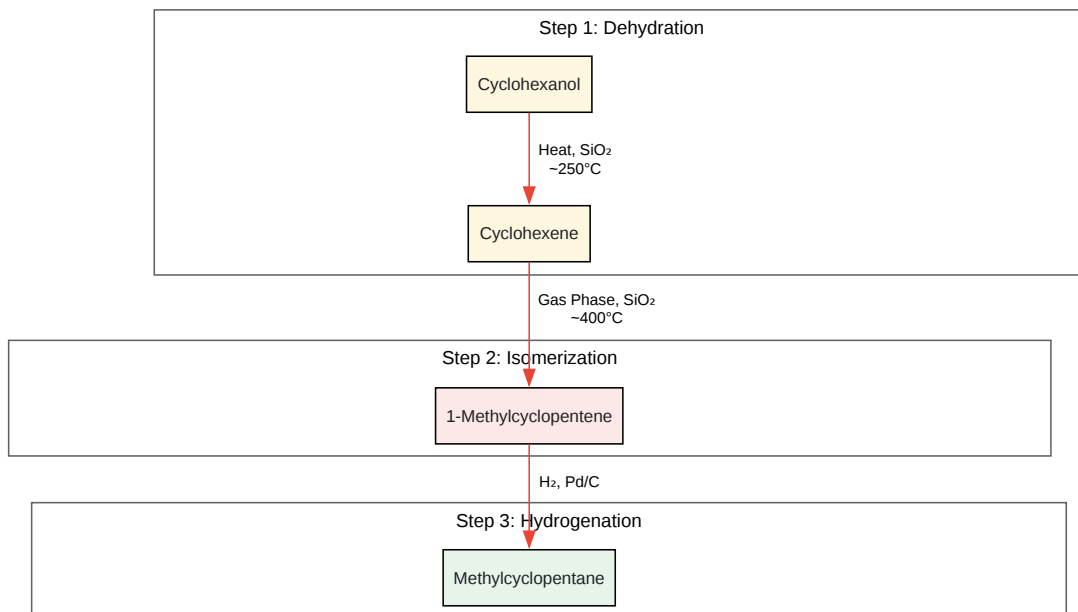 Step 1: Dehydration
Cyclohexanol
Heat, SiO₂
~250°C
Cyclohexene
Gas Phase, SiO₂
~400°C
Step 2: Isomerization
1-Methylcyclopentene
H₂, Pd/C
Step 3: Hydrogenation
Methylcyclopentane